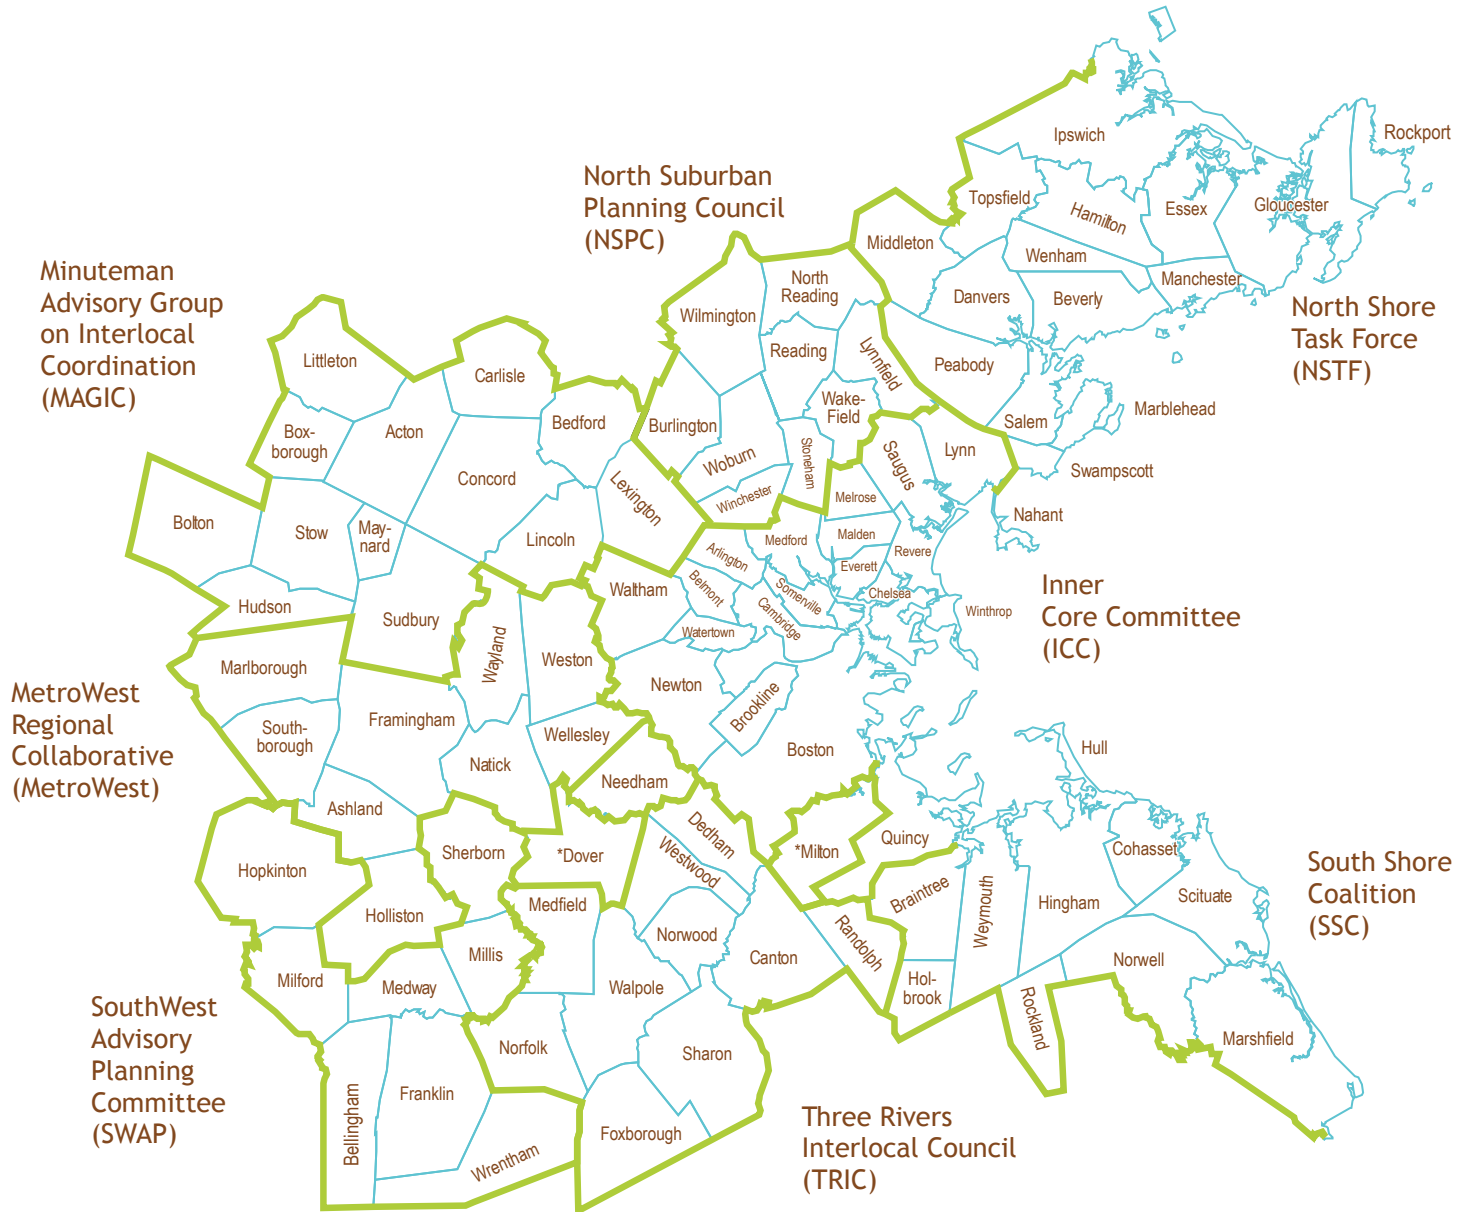 Ipswich
Rockport
North Suburban
Planning Council
(NSPC)
Topsfield
Hamilton
Essex
Gloucester
Middleton
Wenham
Minuteman
Advisory Group
on Interlocal
Coordination
(MAGIC)
North
Reading
Danvers
Beverly
Manchester
North Shore
Task Force
(NSTF)
Wilmington
Littleton
Reading
Lynnfield
Peabody
Carlisle
Wake-
Field
Marblehead
Salem
Acton
Bedford
Burlington
Box-
borough
Woburn
Stoneham
Saugus
Lynn
Swampscott
Concord
Lexington
Winchester
Melrose
Nahant
Bolton
Stow
May-
nard
Lincoln
Medford
Malden
Revere
Arlington
Everett
Hudson
Sudbury
Waltham
Belmont
Somerville
Chelsea
Winthrop
Inner
Core Committee
(ICC)
Cambridge
Watertown
Marlborough
Wayland
Weston
Newton
Brookline
MetroWest
Regional
Collaborative
(MetroWest)
South-
borough
Framingham
Wellesley
Boston
Hull
Natick
Needham
Ashland
Dedham
Quincy
Hopkinton
Sherborn
*Dover
Westwood
*Milton
Cohasset
South Shore
Coalition
(SSC)
Holliston
Medfield
Braintree
Weymouth
Hingham
Scituate
Norwood
Randolph
Milford
Millis
Canton
Norwell
Medway
Walpole
Hol-
brook
SouthWest
Advisory
Planning
Committee
(SWAP)
Rockland
Marshfield
Norfolk
Sharon
Franklin
Bellingham
Foxborough
Wrentham
Three Rivers
Interlocal Council
(TRIC)